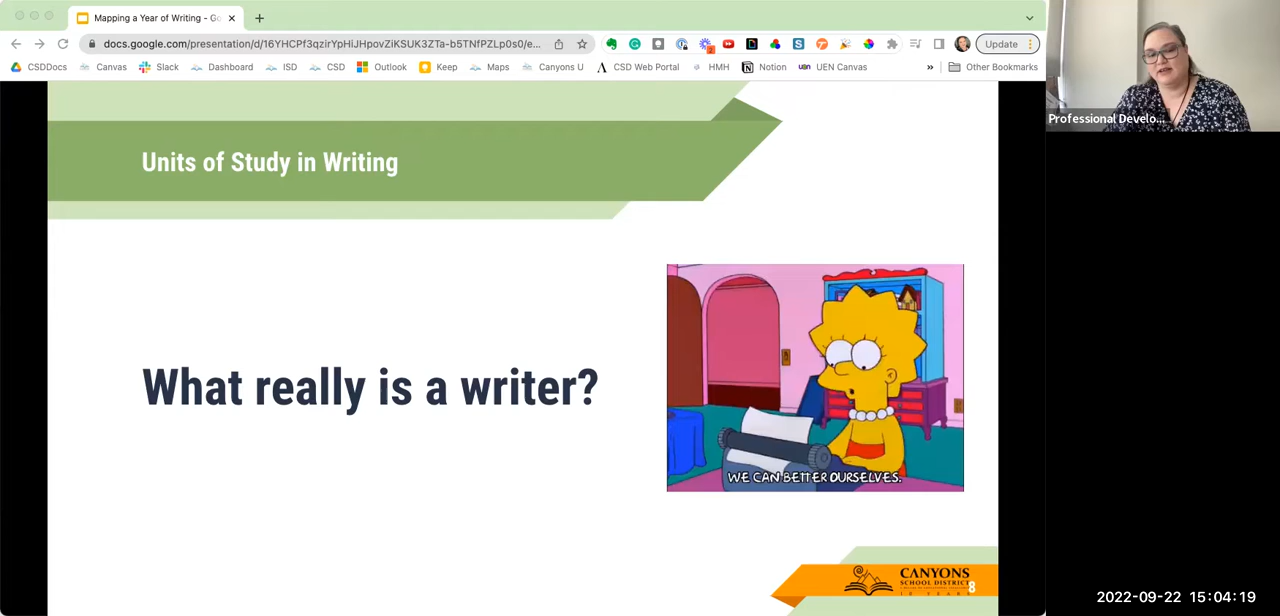 Mapping a Year of Writing - Go
docs.google.com/presentation/d/16YHCPf3qzirYpHiJHpovZiKSUK3ZTa-b5TNfPZLp0s0/e...
Update
CSDDocs Canvas Slack Dashboard ISD CSD Outlook Keep Maps Canyons U CSD Web Portal HMH Notion UEN Canvas » Other Bookmarks
Professional Develo...
Units of Study in Writing
What really is a writer?
WE CAN BETTER OURSELVES.
CANYONS
SCHOOL DISTRICT
8
2022-09-22 15:04:19